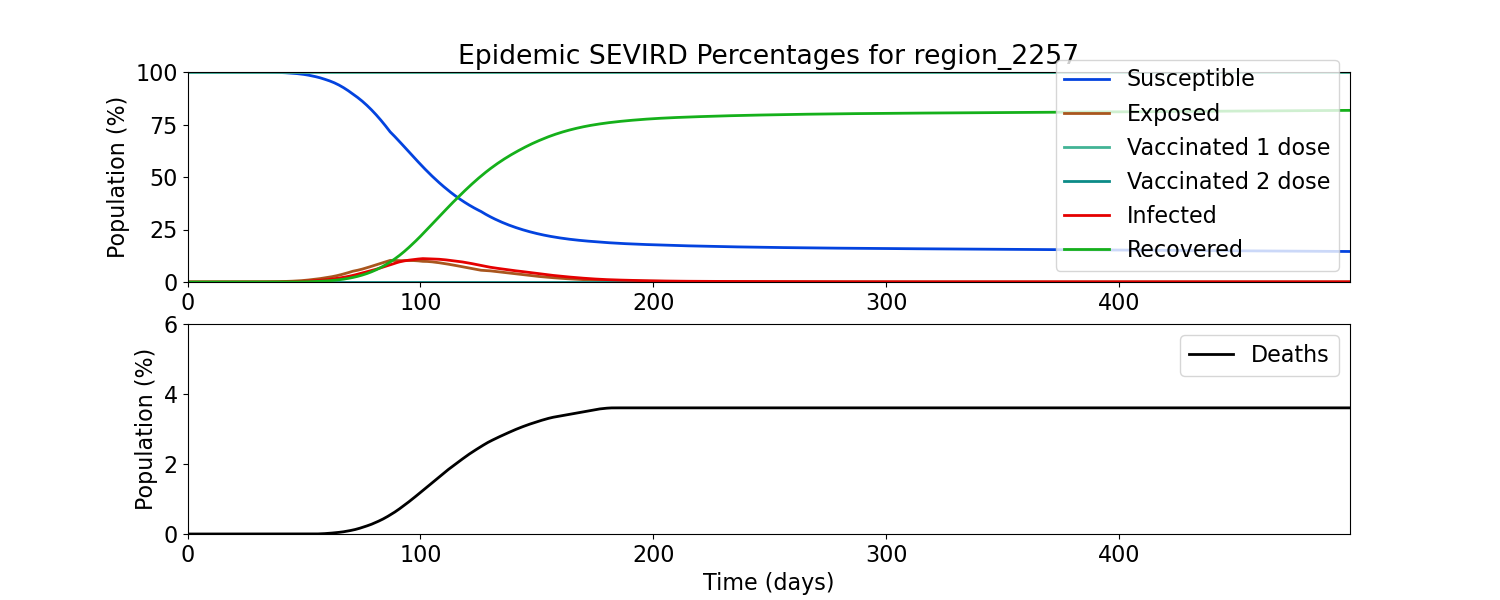 Epidemic SEVIRD Percentages for region_2257
Population (%)
100
75
50
25
0
0 100 200 300 400
Susceptible
Exposed
Vaccinated 1 dose
Vaccinated 2 dose
Infected
Recovered
Population (%)
6
4
2
0
0 100 200 300 400
Deaths
Time (days)